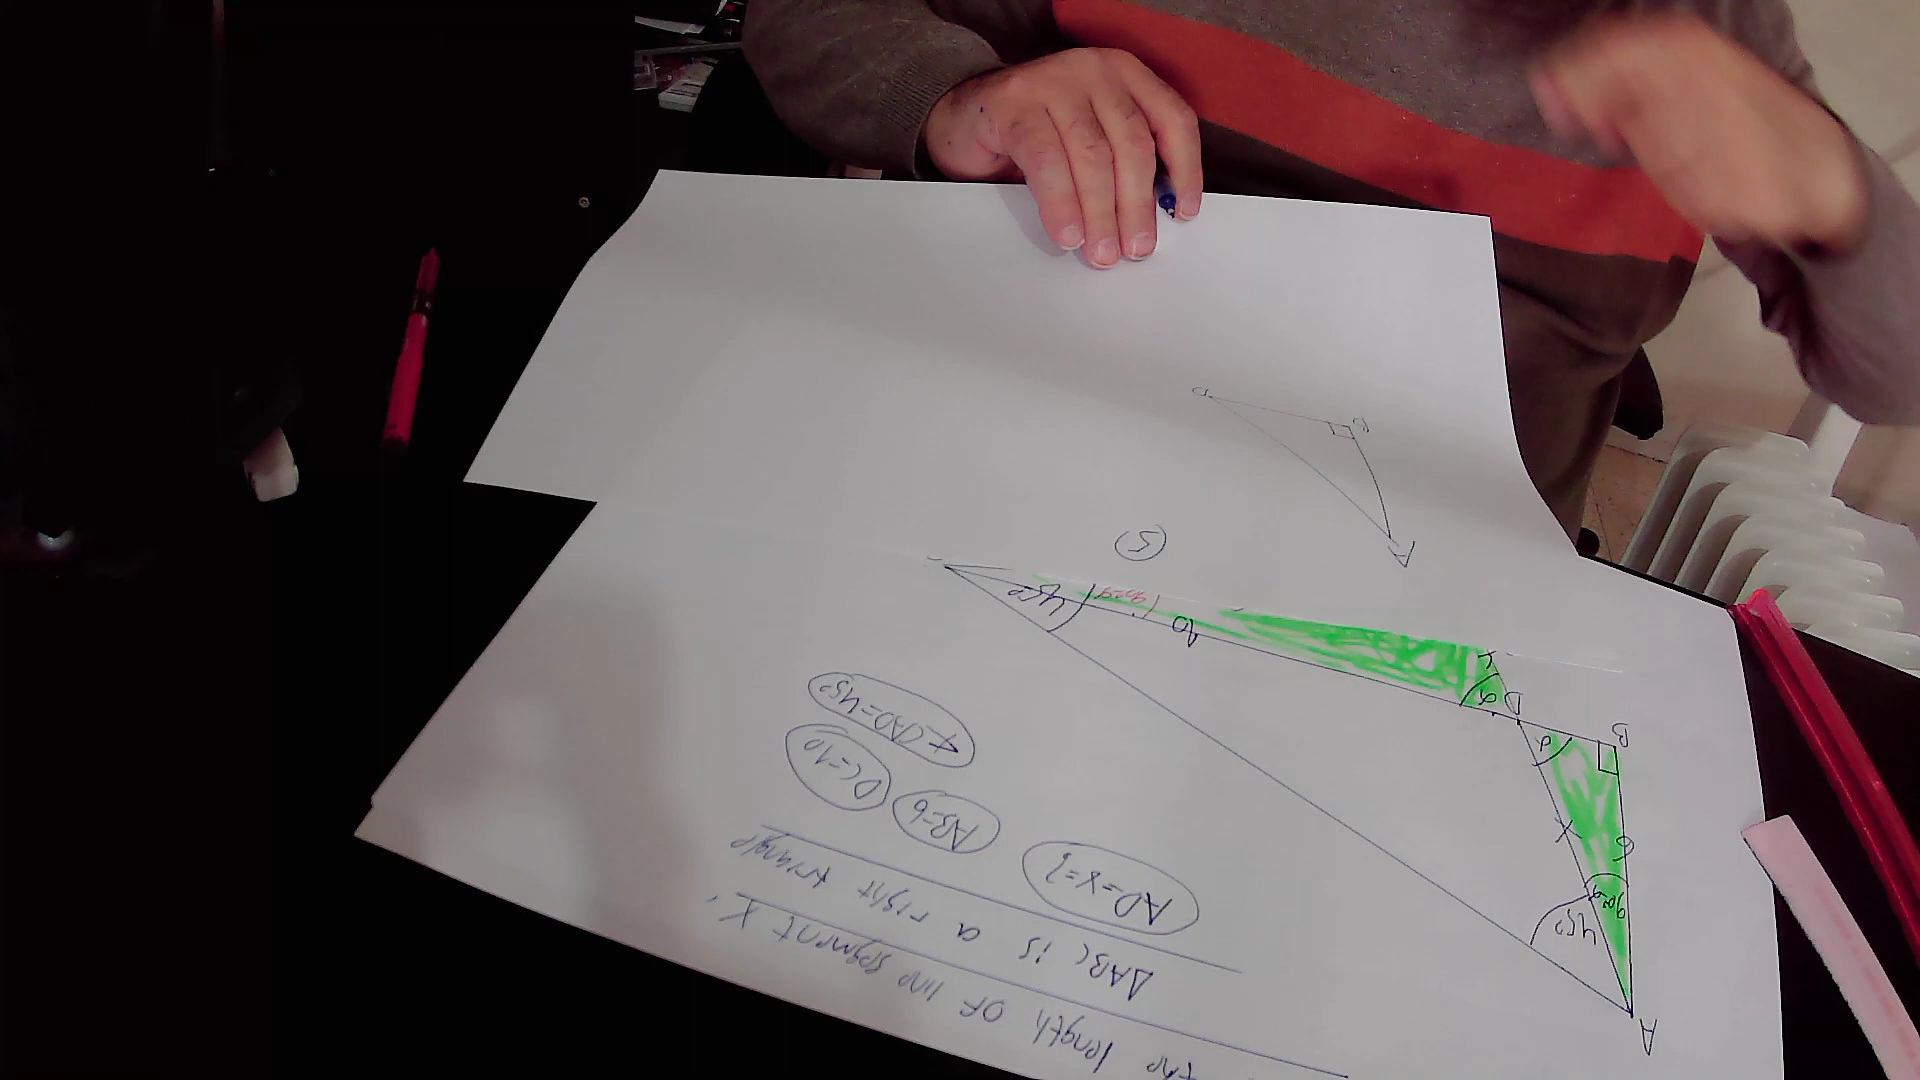 the length of line segment X,
ΔABC is a right triangle
AD=X=?
AB=6
DC=10
∡CAD=45°
A
45°
90-α
6
X
B
α
D
α
10
45°
90-α
5
A
B
D